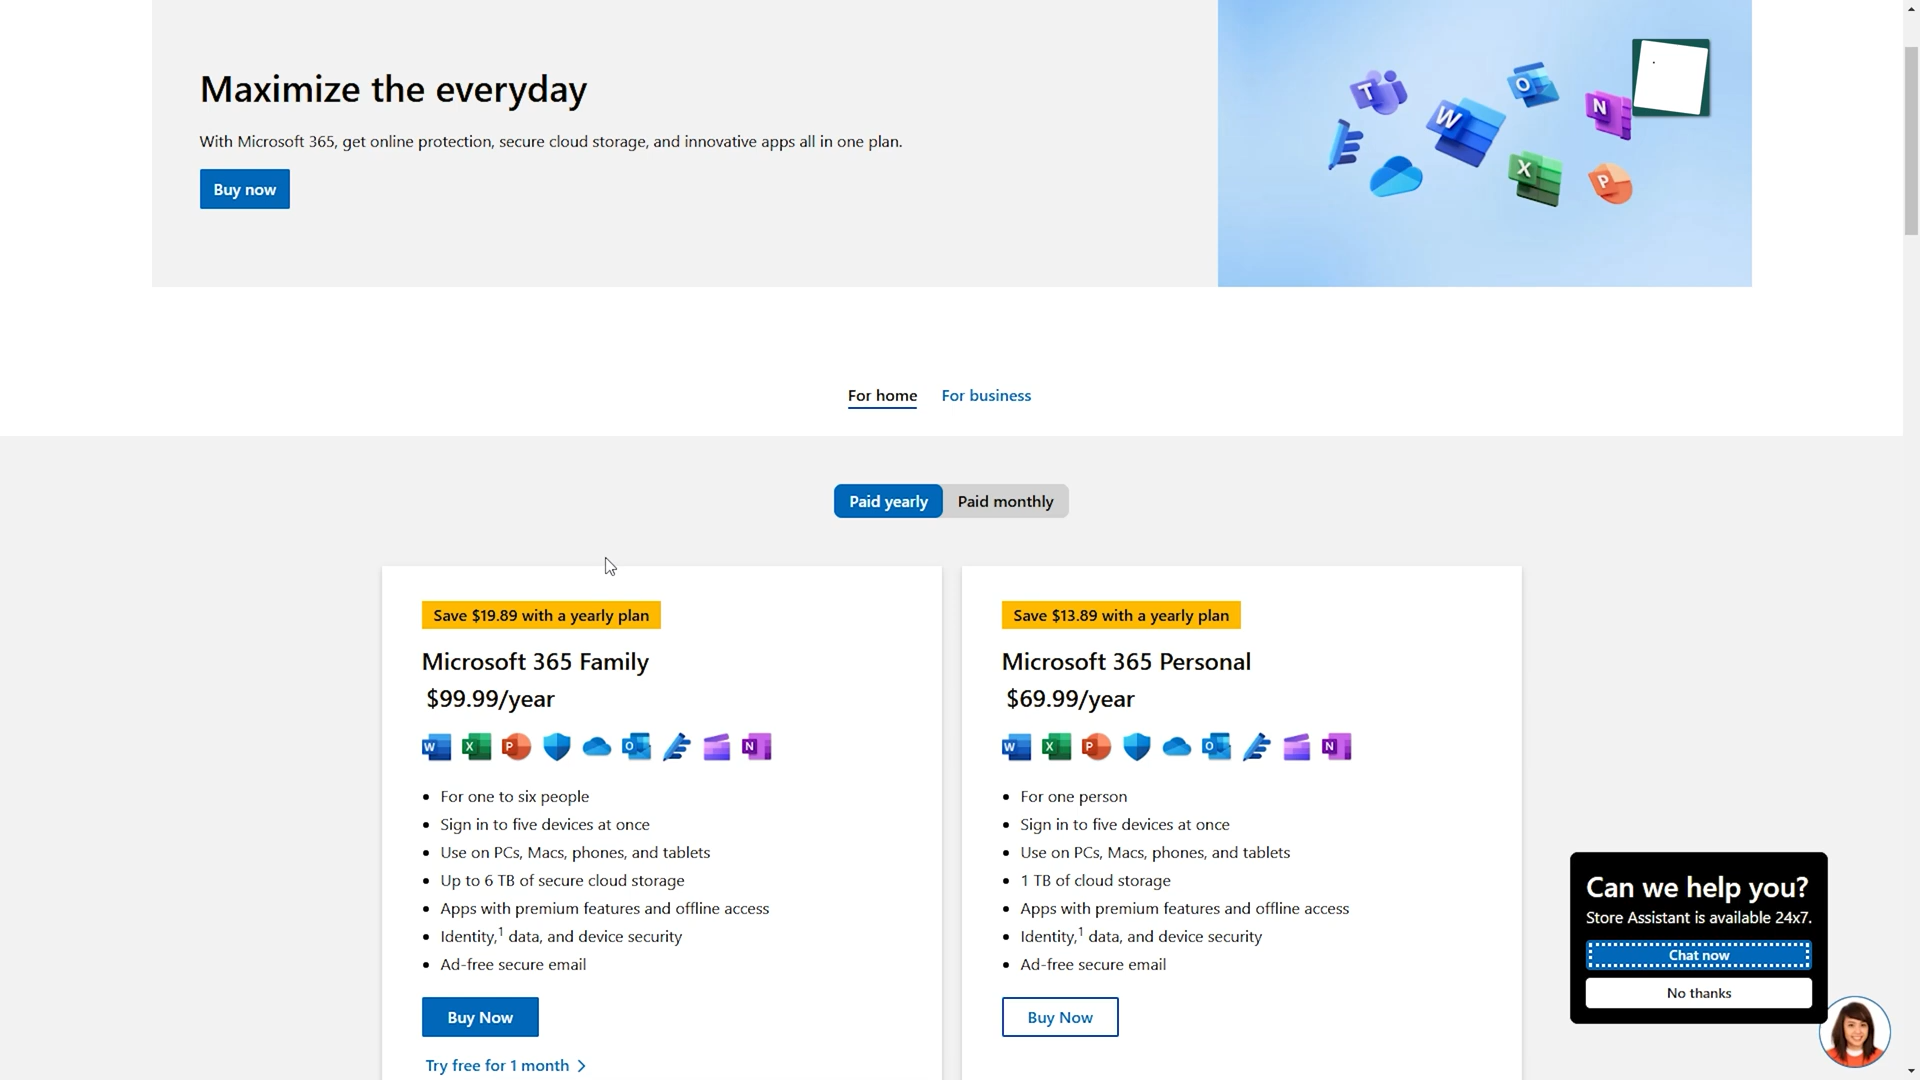 Maximize the everyday
With Microsoft 365, get online protection, secure cloud storage, and innovative apps all in one plan.
Buy now
T
W
O
N
X
P
For home
For business
Paid yearly
Paid monthly
Save $19.89 with a yearly plan
Microsoft 365 Family
$99.99/year
W
X
P
O
N
For one to six people
Sign in to five devices at once
Use on PCs, Macs, phones, and tablets
Up to 6 TB of secure cloud storage
Apps with premium features and offline access
Identity,1 data, and device security
Ad-free secure email
Buy Now
Try free for 1 month
Save $13.89 with a yearly plan
Microsoft 365 Personal
$69.99/year
W
X
P
O
N
For one person
Sign in to five devices at once
Use on PCs, Macs, phones, and tablets
1 TB of cloud storage
Apps with premium features and offline access
Identity,1 data, and device security
Ad-free secure email
Buy Now
Can we help you?
Store Assistant is available 24x7.
Chat now
No thanks